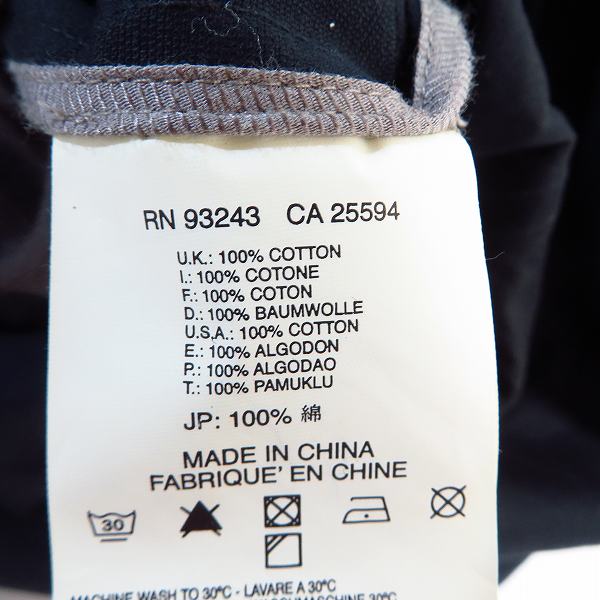 RN 93243 CA 25594
U.K.: 100% COTTON
I.: 100% COTONE
F.: 100% COTON
D.: 100% BAUMWOLLE
U.S.A.: 100% COTTON
E.: 100% ALGODON
P.: 100% ALGODAO
T.: 100% PAMUKLU
JP: 100% 綿
MADE IN CHINA
FABRIQUE' EN CHINE
30
MACHINE WASH TO 30°C - LAVARE A 30°C